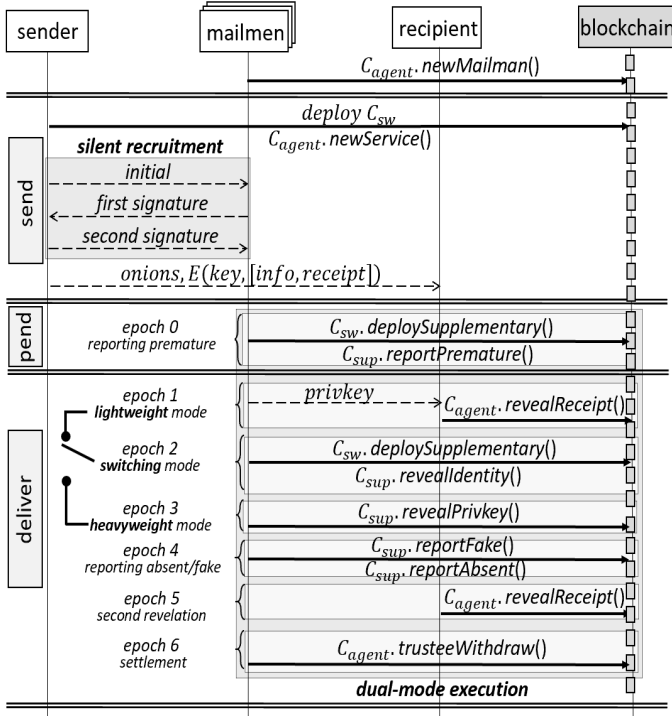 sender
mailmen
recipient
blockchain
C_agent.newMailman()
deploy C_sw
C_agent.newService()
silent recruitment
send
initial
first signature
second signature
onions, E(key, [info, receipt])
pend
epoch 0
reporting premature
C_sw.deploySupplementary()
C_sup.reportPremature()
deliver
epoch 1
lightweight mode
privkey
C_agent.revealReceipt()
epoch 2
switching mode
C_sw.deploySupplementary()
C_sup.revealIdentity()
epoch 3
heavyweight mode
C_sup.revealPrivkey()
epoch 4
reporting absent/fake
C_sup.reportFake()
C_sup.reportAbsent()
epoch 5
second revelation
C_agent.revealReceipt()
epoch 6
settlement
C_agent.trusteeWithdraw()
dual-mode execution